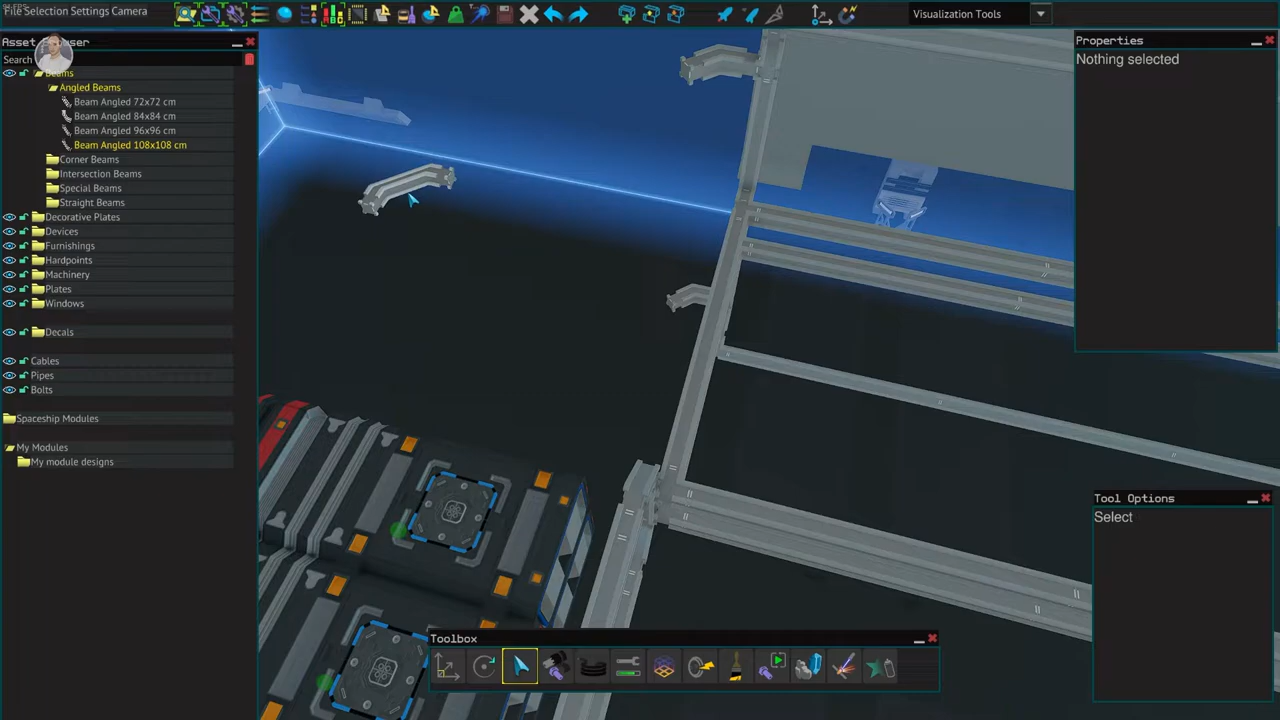 File Selection Settings Camera
Visualization Tools
Search
Beams
Angled Beams
Beam Angled 72x72 cm
Beam Angled 84x84 cm
Beam Angled 96x96 cm
Beam Angled 108x108 cm
Corner Beams
Intersection Beams
Special Beams
Straight Beams
Decorative Plates
Devices
Furnishings
Hardpoints
Machinery
Plates
Windows
Decals
Cables
Pipes
Bolts
Spaceship Modules
My Modules
My module designs
Properties
Nothing selected
Tool Options
Select
Toolbox